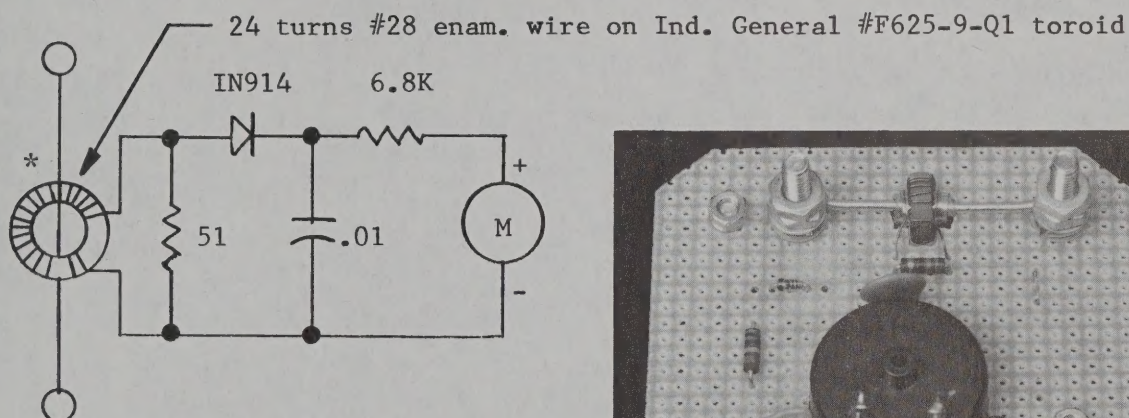 24 turns #28 enam. wire on Ind. General #F625-9-Q1 toroid
IN914 6.8K
*
+
51 .01 M
-